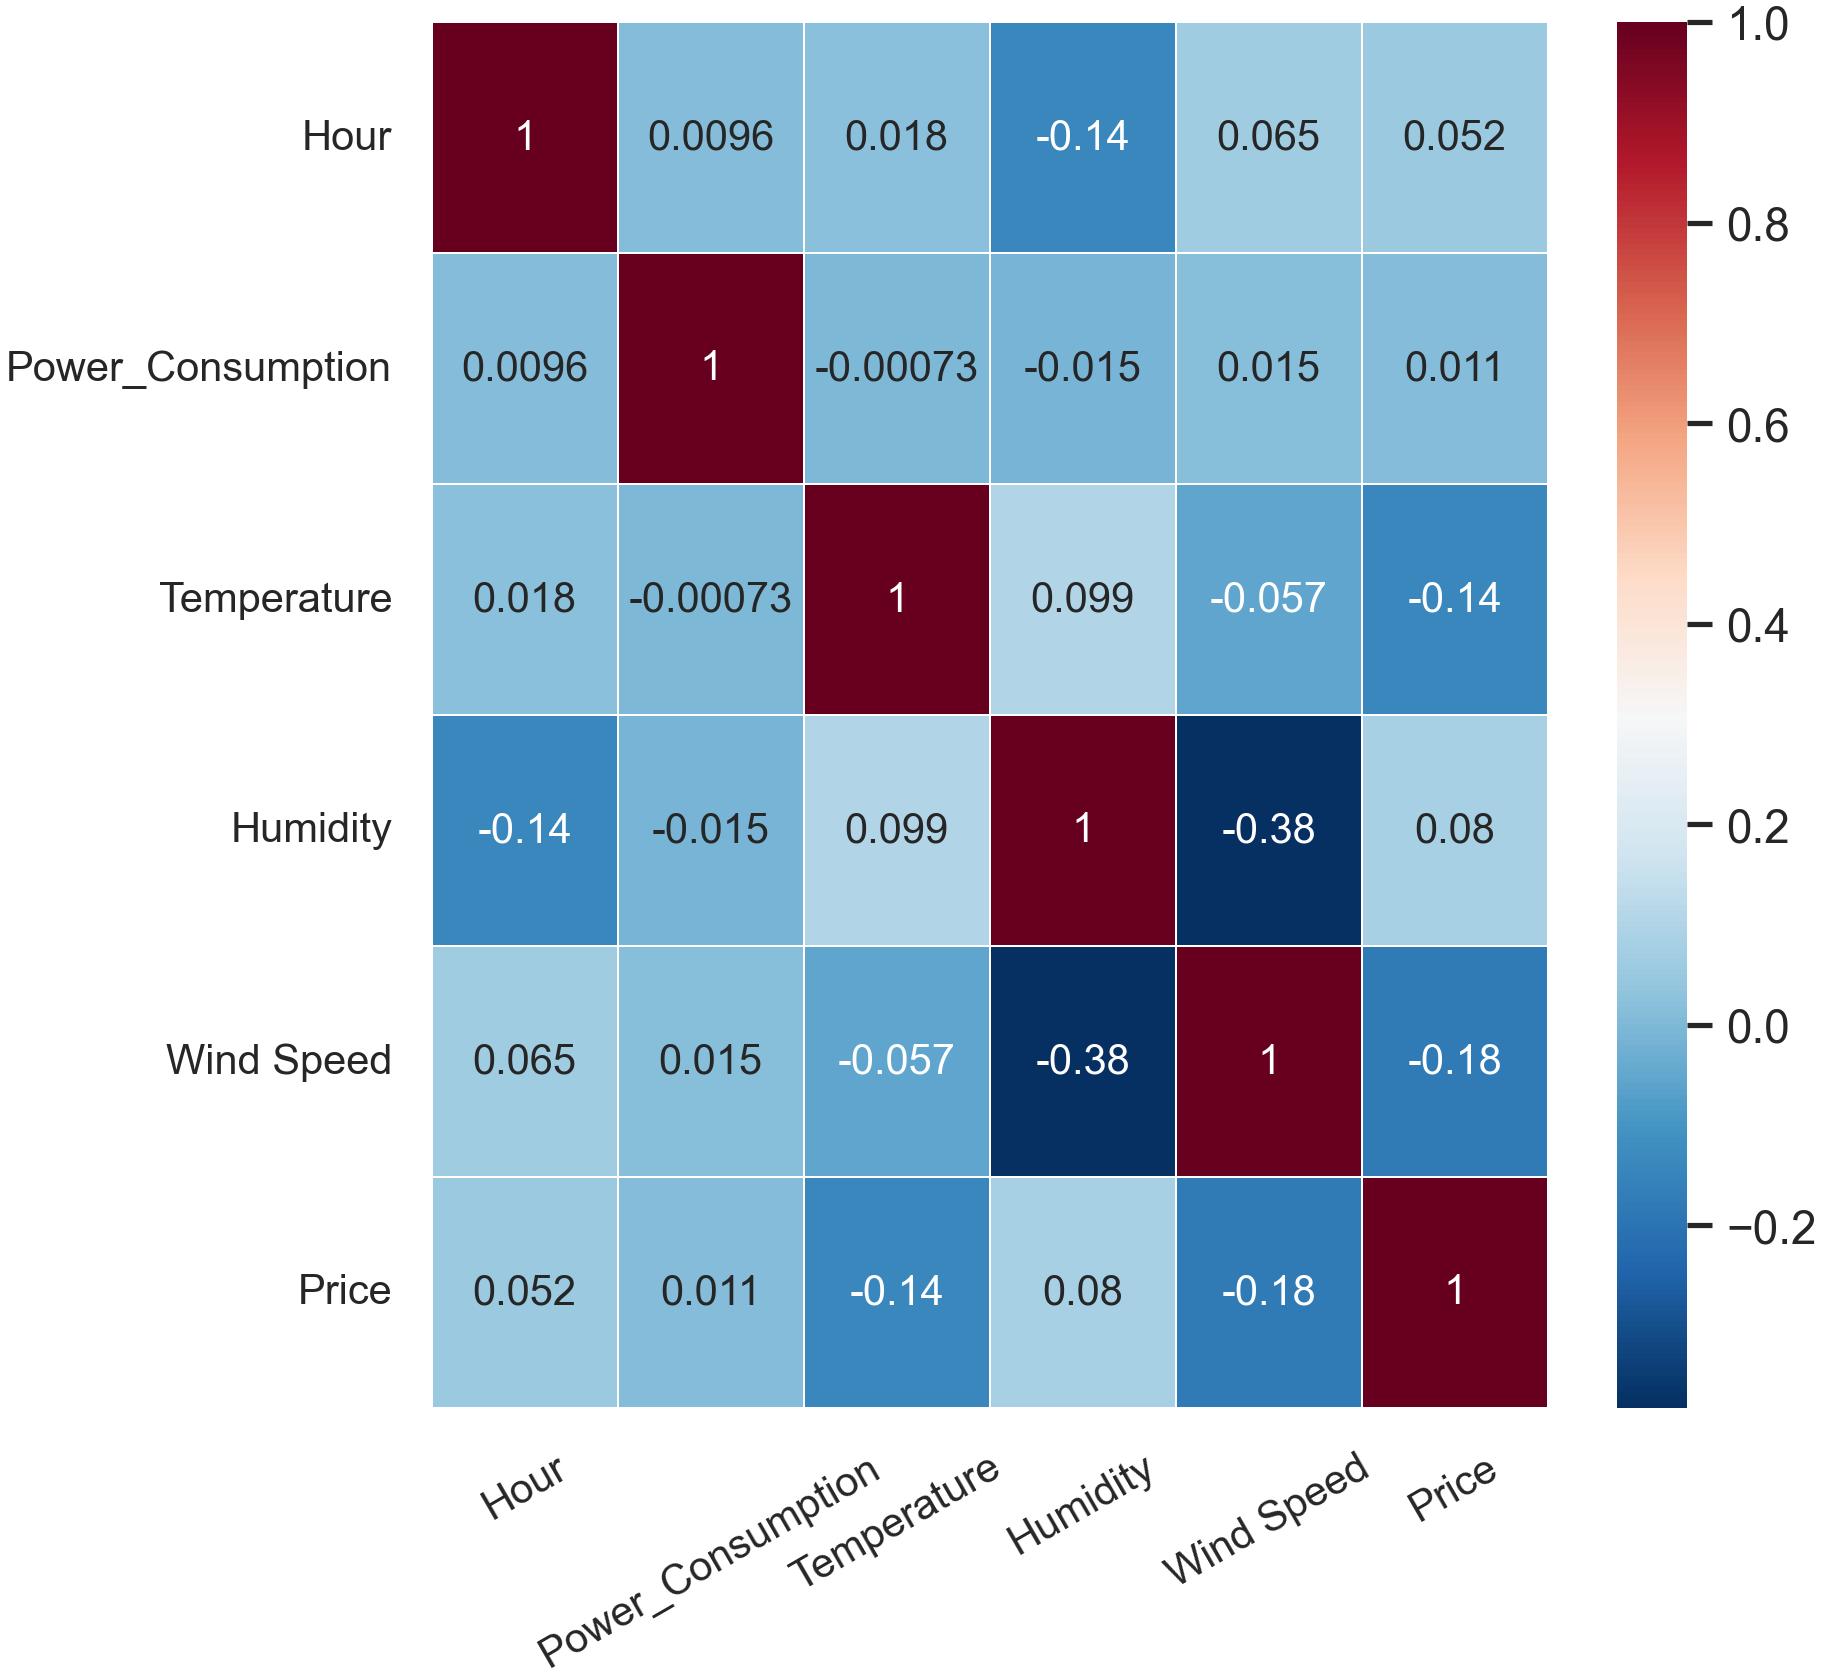 Hour 1 0.0096 0.018 -0.14 0.065 0.052
Power_Consumption 0.0096 1 -0.00073 -0.015 0.015 0.011
Temperature 0.018 -0.00073 1 0.099 -0.057 -0.14
Humidity -0.14 -0.015 0.099 1 -0.38 0.08
Wind Speed 0.065 0.015 -0.057 -0.38 1 -0.18
Price 0.052 0.011 -0.14 0.08 -0.18 1
Hour Power_Consumption Temperature Humidity Wind Speed Price
1.0
0.8
0.6
0.4
0.2
0.0
−0.2